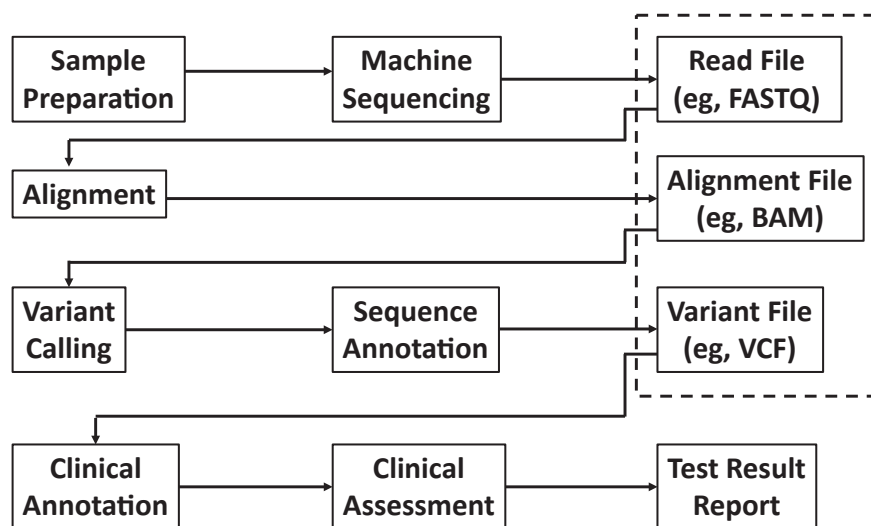 Sample
Preparation
Machine
Sequencing
Read File
(eg, FASTQ)
Alignment
Alignment File
(eg, BAM)
Variant
Calling
Sequence
Annotation
Variant File
(eg, VCF)
Clinical
Annotation
Clinical
Assessment
Test Result
Report